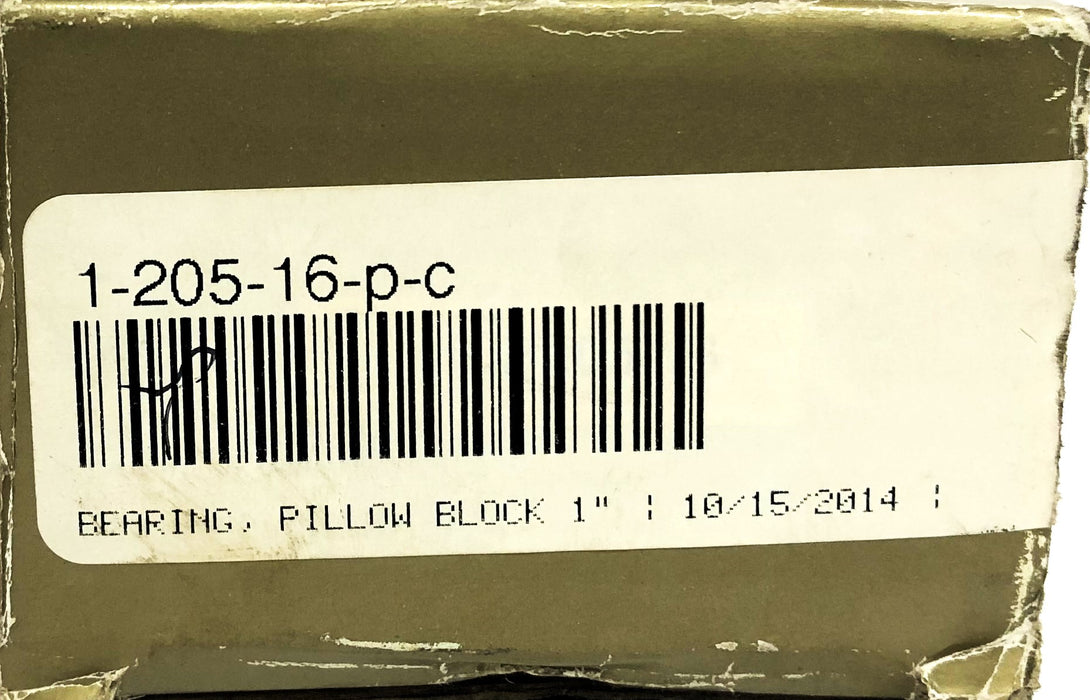 1-205-16-p-c
BEARING, PILLOW BLOCK 1" ¦ 10/15/2014 ¦